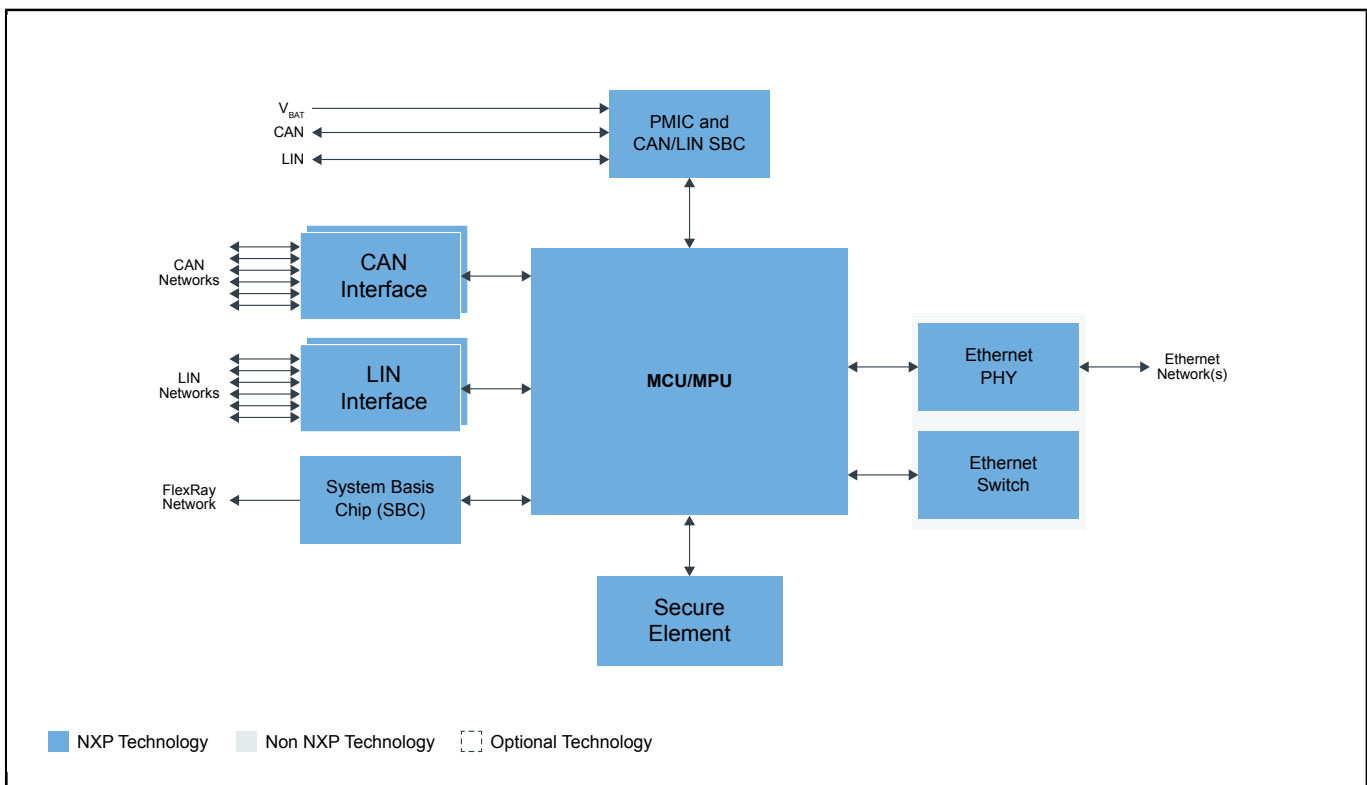 V_BAT
CAN
LIN
PMIC and
CAN/LIN SBC
CAN
Networks
CAN
Interface
LIN
Networks
LIN
Interface
FlexRay
Network
System Basis
Chip (SBC)
MCU/MPU
Ethernet
PHY
Ethernet
Network(s)
Ethernet
Switch
Secure
Element
NXP Technology
Non NXP Technology
Optional Technology